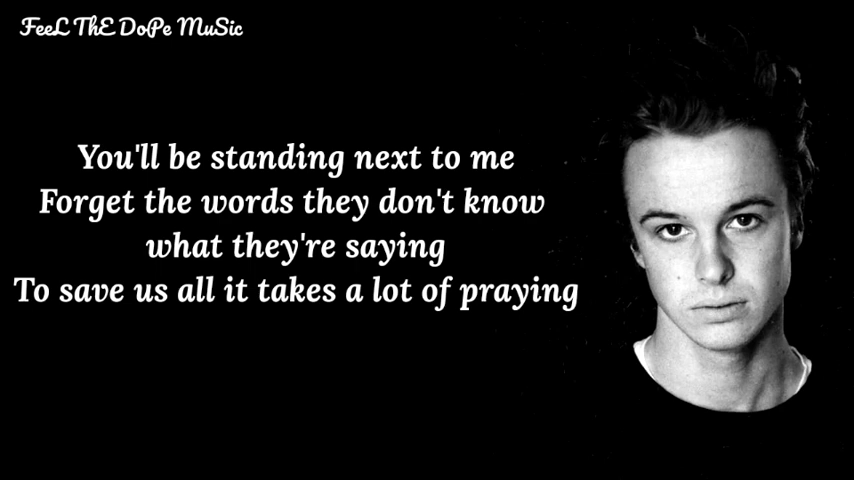 FeeL ThE DoPe MuSic
You'll be standing next to me
Forget the words they don't know
what they're saying
To save us all it takes a lot of praying